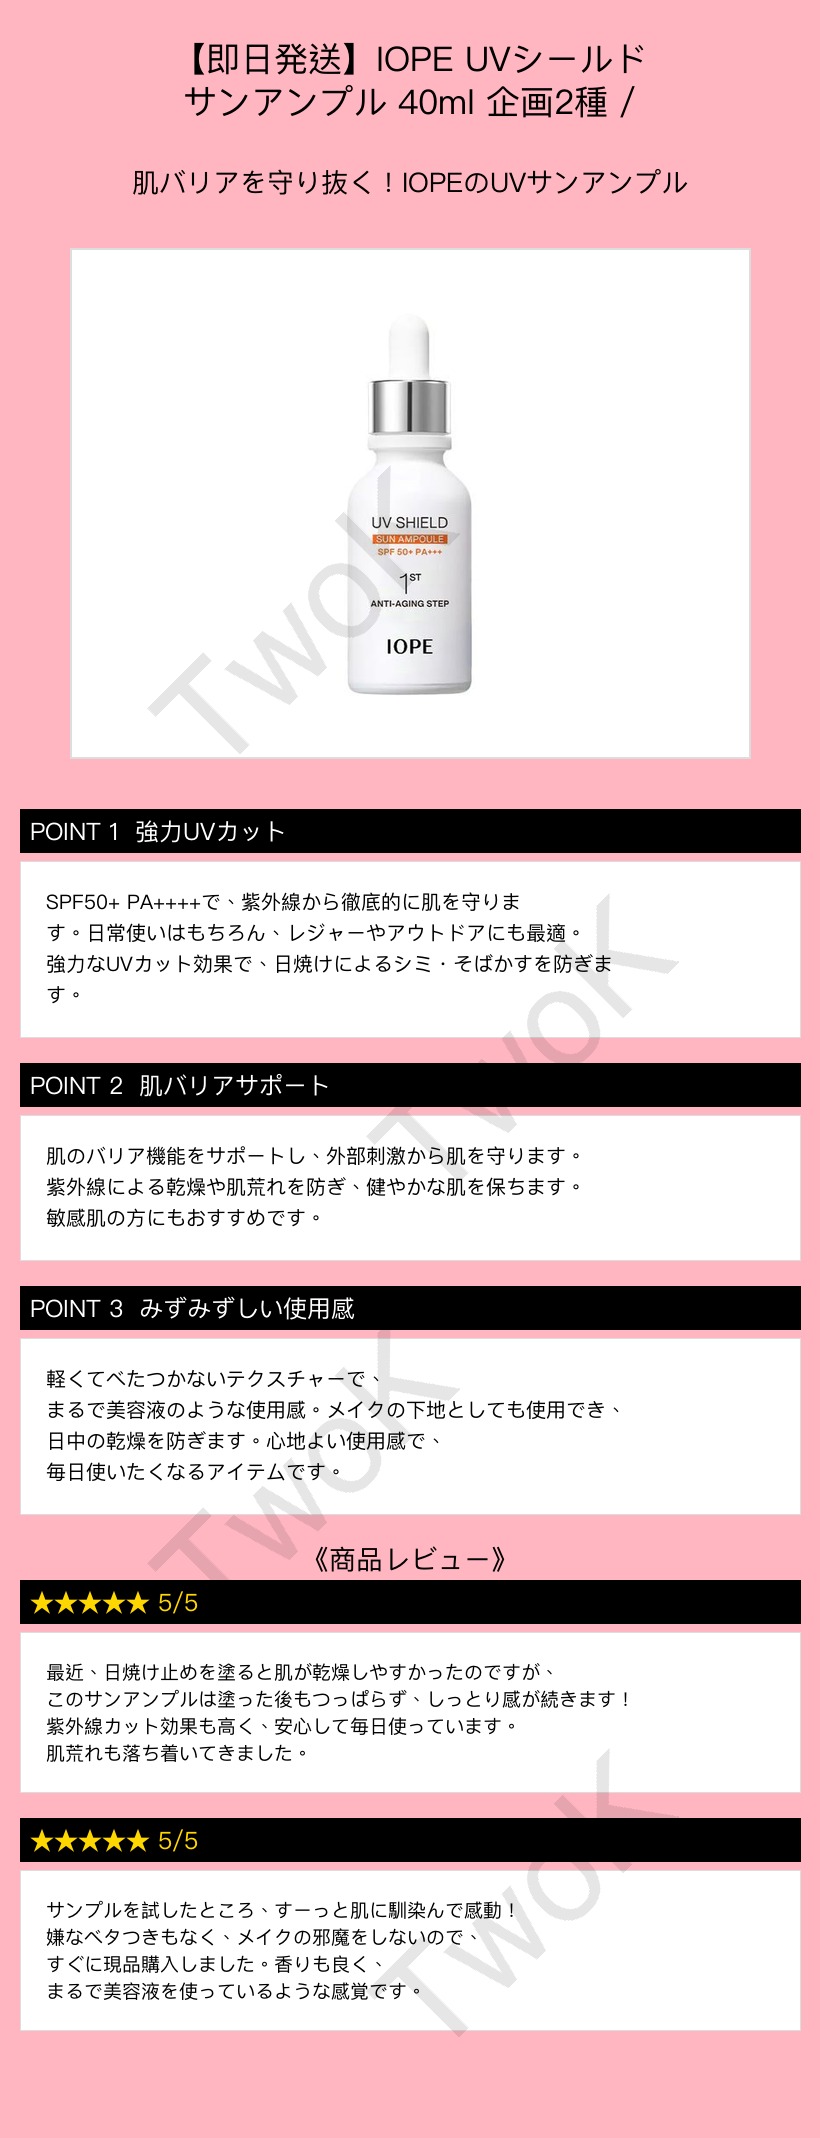 【即日発送】IOPE UVシールド
サンアンプル 40ml 企画2種 /
肌バリアを守り抜く！IOPEのUVサンアンプル
UV SHIELD
SUN AMPOULE
SPF 50+ PA+++
1ST
ANTI-AGING STEP
IOPE
TwoK
POINT 1 強力UVカット
SPF50+ PA++++で、紫外線から徹底的に肌を守りま
す。日常使いはもちろん、レジャーやアウトドアにも最適。
強力なUVカット効果で、日焼けによるシミ・そばかすを防ぎま
す。
TwoK
POINT 2 肌バリアサポート
肌のバリア機能をサポートし、外部刺激から肌を守ります。
紫外線による乾燥や肌荒れを防ぎ、健やかな肌を保ちます。
敏感肌の方にもおすすめです。
POINT 3 みずみずしい使用感
軽くてべたつかないテクスチャーで、
まるで美容液のような使用感。メイクの下地としても使用でき、
日中の乾燥を防ぎます。心地よい使用感で、
毎日使いたくなるアイテムです。
TwoK
《商品レビュー》
★★★★★ 5/5
最近、日焼け止めを塗ると肌が乾燥しやすかったのですが、
このサンアンプルは塗った後もつっぱらず、しっとり感が続きます！
紫外線カット効果も高く、安心して毎日使っています。
肌荒れも落ち着いてきました。
★★★★★ 5/5
サンプルを試したところ、すーっと肌に馴染んで感動！
嫌なベタつきもなく、メイクの邪魔をしないので、
すぐに現品購入しました。香りも良く、
まるで美容液を使っているような感覚です。
TwoK